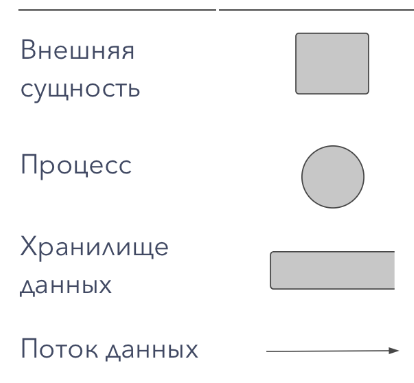 Внешняя
сущность
Процесс
Хранилище
данных
Поток данных